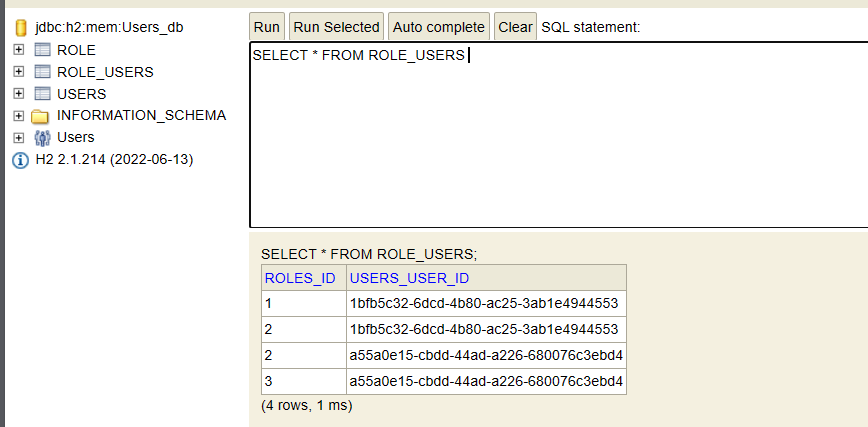 jdbc:h2:mem:Users_db
ROLE
ROLE_USERS
USERS
INFORMATION_SCHEMA
Users
H2 2.1.214 (2022-06-13)
Run Run Selected Auto complete Clear SQL statement:
SELECT * FROM ROLE_USERS
SELECT * FROM ROLE_USERS;
ROLES_ID USERS_USER_ID
1 1bfb5c32-6dcd-4b80-ac25-3ab1e4944553
2 1bfb5c32-6dcd-4b80-ac25-3ab1e4944553
2 a55a0e15-cbdd-44ad-a226-680076c3ebd4
3 a55a0e15-cbdd-44ad-a226-680076c3ebd4
(4 rows, 1 ms)